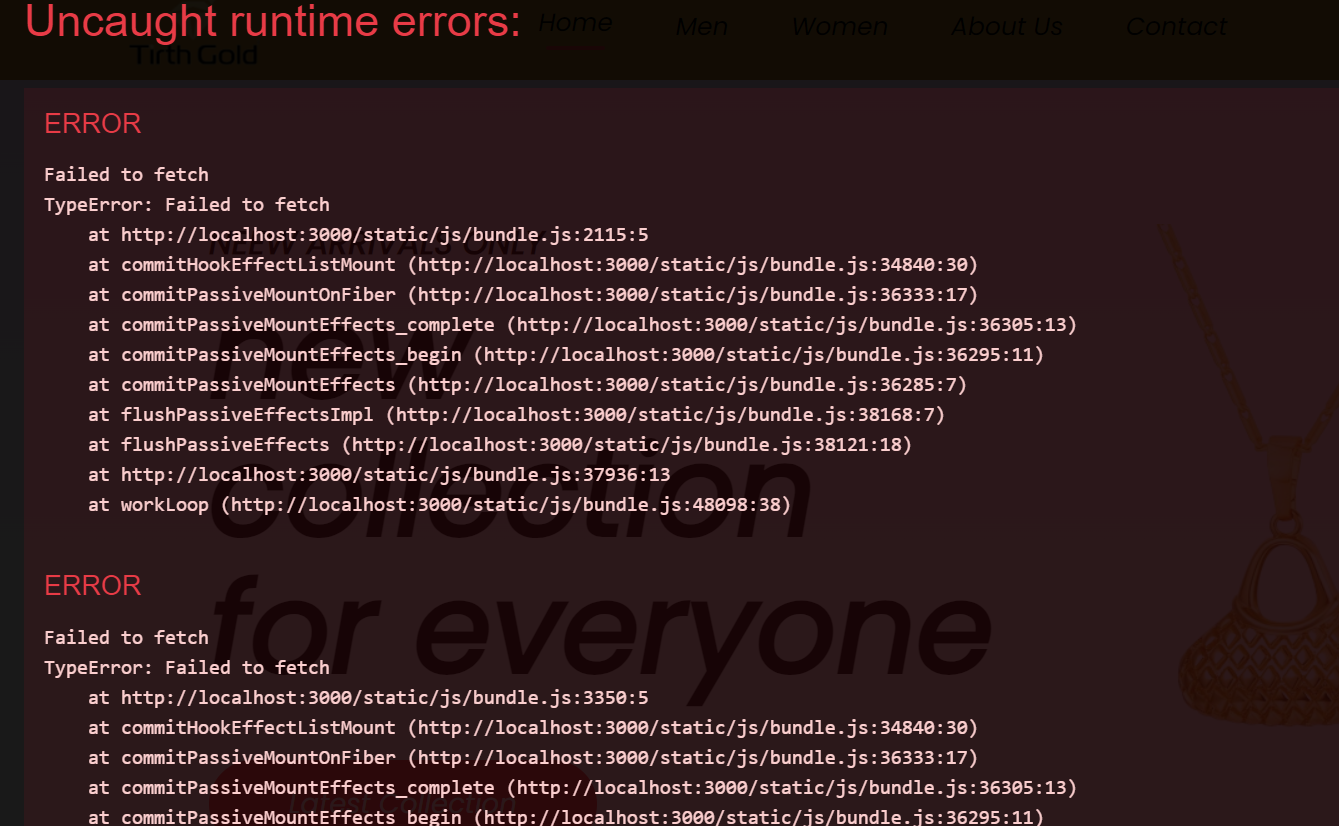 Uncaught runtime errors:
Home Men Women About Us Contact
Tirth Gold
ERROR
Failed to fetch
TypeError: Failed to fetch
at http://localhost:3000/static/js/bundle.js:2115:5
NEEW ARRIVALS ONLY
at commitHookEffectListMount (http://localhost:3000/static/js/bundle.js:34840:30)
at commitPassiveMountOnFiber (http://localhost:3000/static/js/bundle.js:36333:17)
at commitPassiveMountEffects_complete (http://localhost:3000/static/js/bundle.js:36305:13)
at commitPassiveMountEffects_begin (http://localhost:3000/static/js/bundle.js:36295:11)
new
at commitPassiveMountEffects (http://localhost:3000/static/js/bundle.js:36285:7)
at flushPassiveEffectsImpl (http://localhost:3000/static/js/bundle.js:38168:7)
at flushPassiveEffects (http://localhost:3000/static/js/bundle.js:38121:18)
at http://localhost:3000/static/js/bundle.js:37936:13
collection
at workLoop (http://localhost:3000/static/js/bundle.js:48098:38)
ERROR
for everyone
Failed to fetch
TypeError: Failed to fetch
at http://localhost:3000/static/js/bundle.js:3350:5
at commitHookEffectListMount (http://localhost:3000/static/js/bundle.js:34840:30)
at commitPassiveMountOnFiber (http://localhost:3000/static/js/bundle.js:36333:17)
at commitPassiveMountEffects_complete (http://localhost:3000/static/js/bundle.js:36305:13)
Latest Collection
at commitPassiveMountEffects_begin (http://localhost:3000/static/js/bundle.js:36295:11)